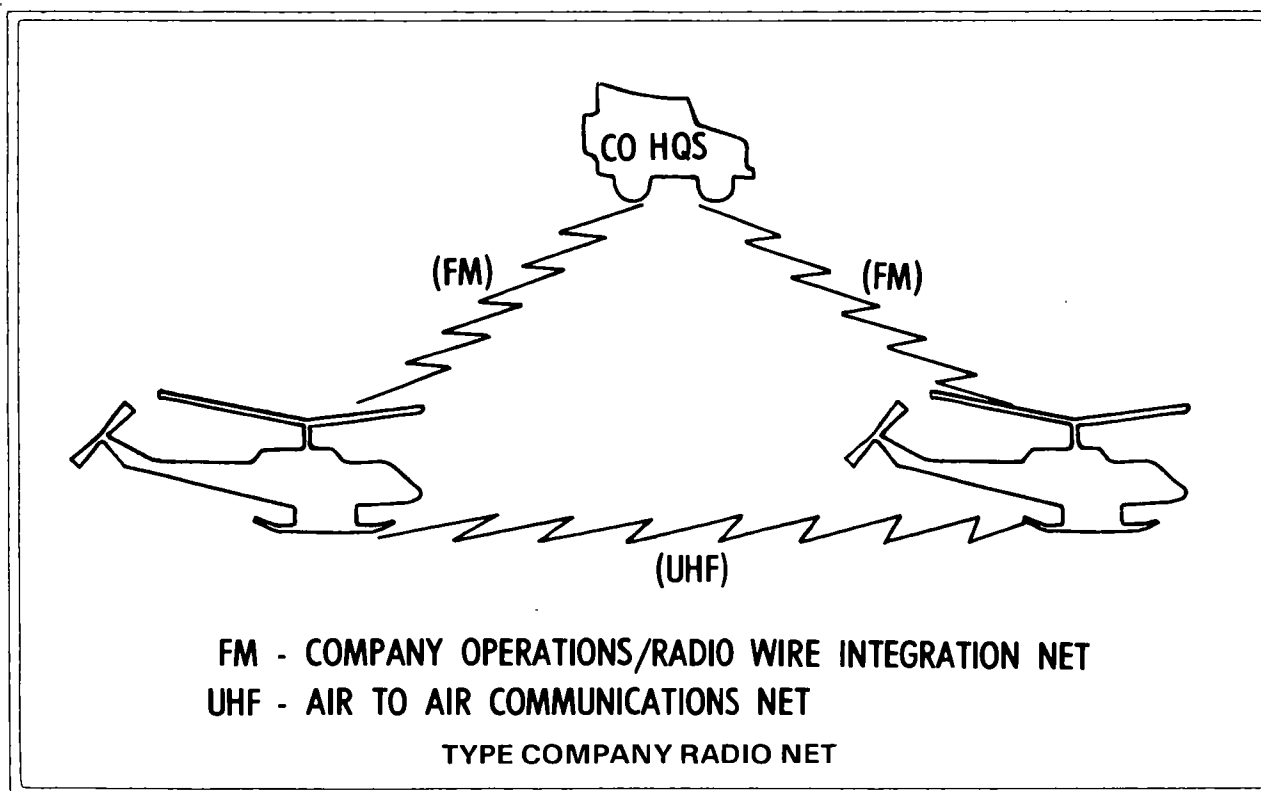 CO HQS
(FM)
(FM)
(UHF)
FM - COMPANY OPERATIONS/RADIO WIRE INTEGRATION NET
UHF - AIR TO AIR COMMUNICATIONS NET
TYPE COMPANY RADIO NET